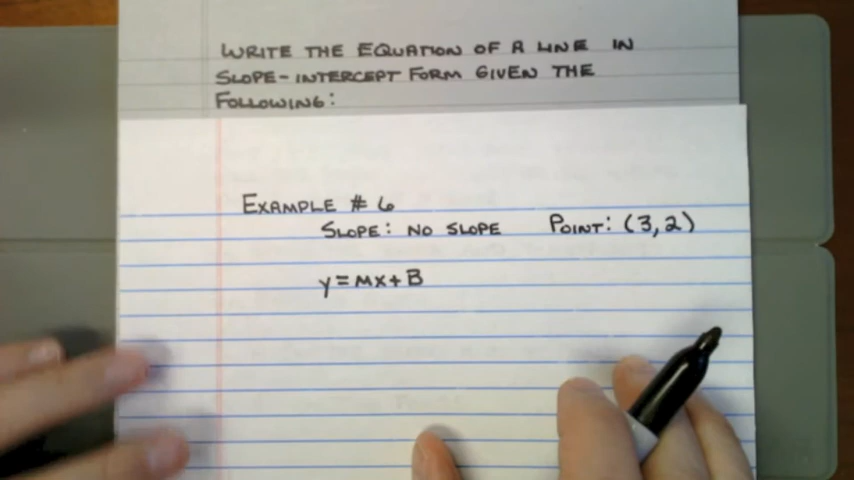 WRITE THE EQUATION OF A LINE IN
SLOPE-INTERCEPT FORM GIVEN THE
FOLLOWING:
EXAMPLE # 6
SLOPE: NO SLOPE POINT: (3,2)
y=MX+B